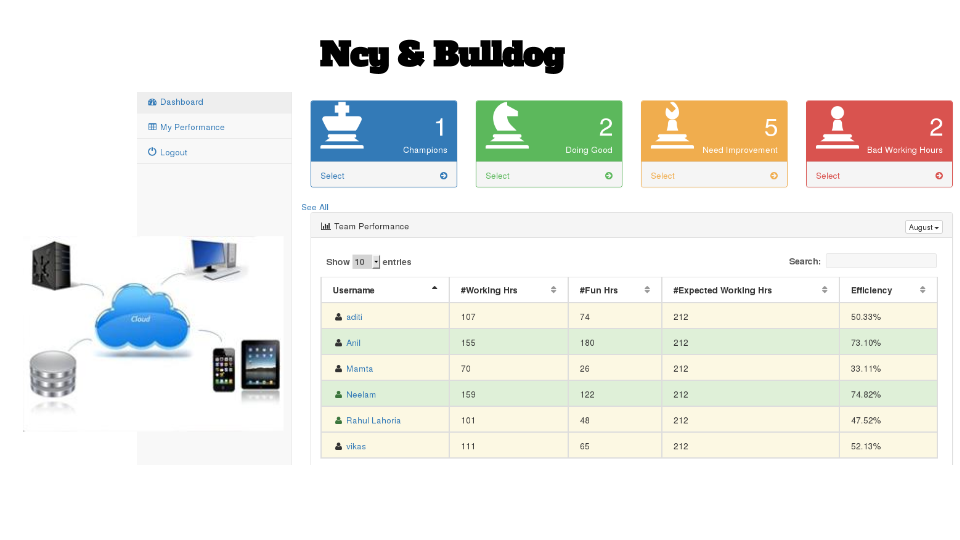 Ncy & Bulldog
Dashboard
My Performance
Logout
1
Champions
Select
2
Doing Good
Select
5
Need Improvement
Select
2
Bad Working Hours
Select
See All
Team Performance
August
Show 10 entries
Search:
Username #Working Hrs #Fun Hrs #Expected Working Hrs Efficiency
aditi 107 74 212 50.33%
Anil 155 180 212 73.10%
Mamta 70 26 212 33.11%
Neelam 159 122 212 74.82%
Rahul Lahoria 101 48 212 47.52%
vikas 111 65 212 52.13%
Cloud